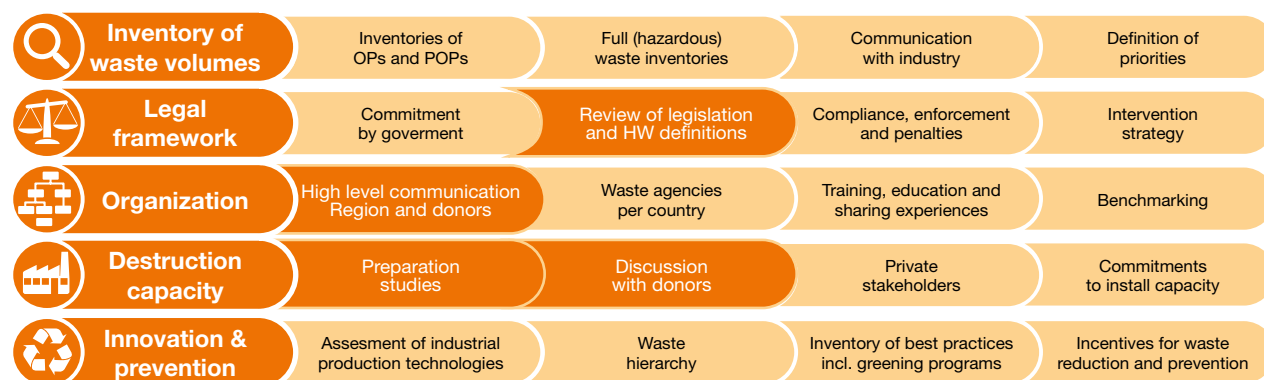 Inventory of
waste volumes
Inventories of
OPs and POPs
Full (hazardous)
waste inventories
Communication
with industry
Definition of
priorities
Legal
framework
Commitment
by goverment
Review of legislation
and HW definitions
Compliance, enforcement
and penalties
Intervention
strategy
Organization
High level communication
Region and donors
Waste agencies
per country
Training, education and
sharing experiences
Benchmarking
Destruction
capacity
Preparation
studies
Discussion
with donors
Private
stakeholders
Commitments
to install capacity
Innovation &
prevention
Assesment of industrial
production technologies
Waste
hierarchy
Inventory of best practices
incl. greening programs
Incentives for waste
reduction and prevention